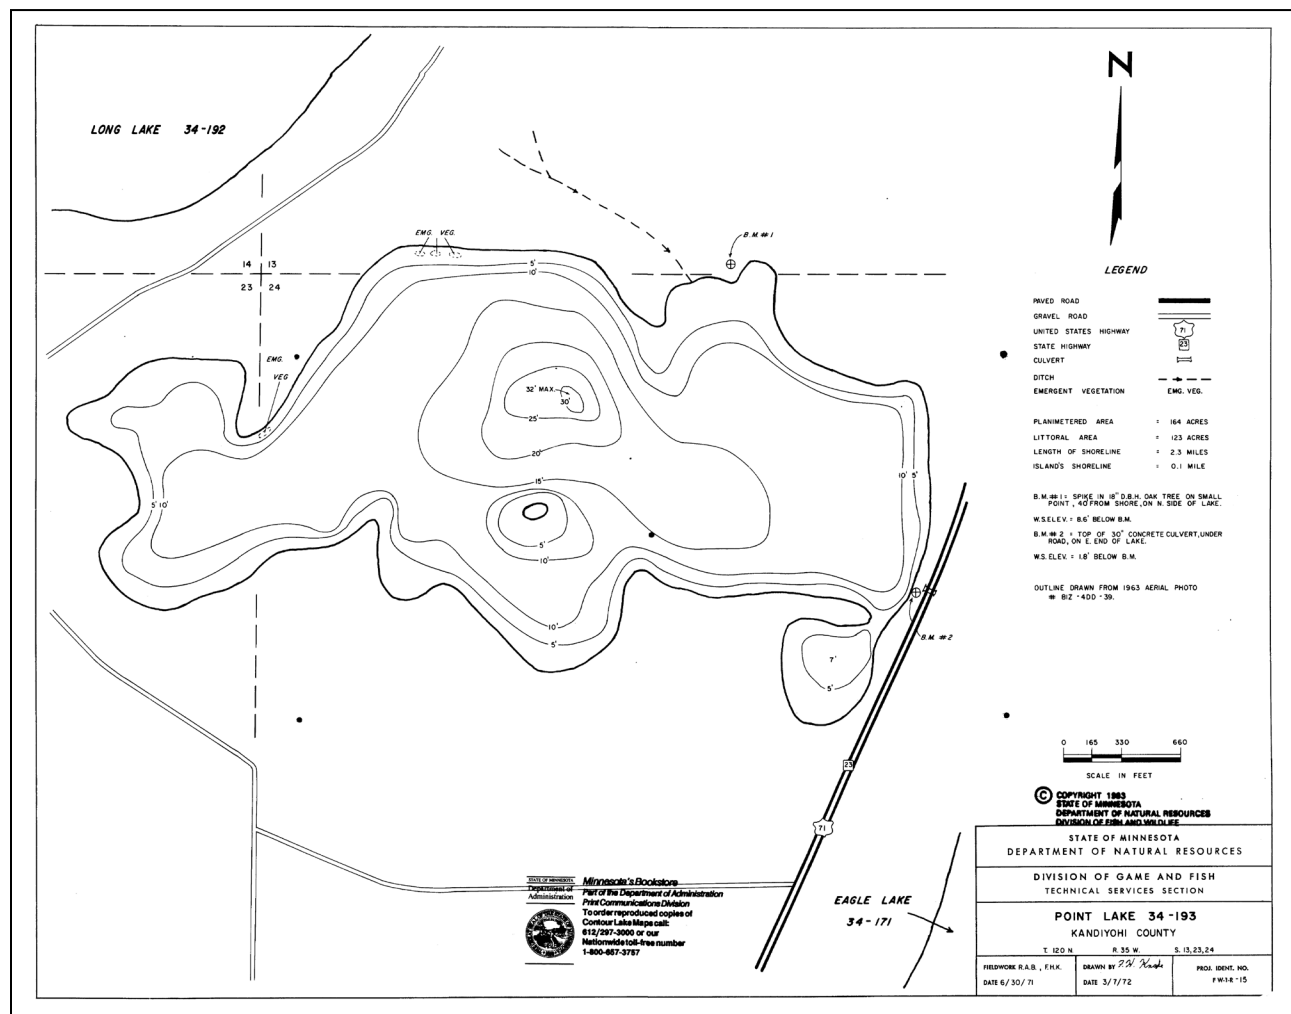 N
LONG LAKE 34-192
EMG. VEG.
B.M.#1
14 13
23 24
5'
10'
EMG.
VEG
32' MAX.
30'
25'
20'
15'
5' 10'
10' 5'
5'
10'
10'
5'
7'
5'
B.M. #2
23
71
EAGLE LAKE
34-171
LEGEND
PAVED ROAD
GRAVEL ROAD
UNITED STATES HIGHWAY 71
STATE HIGHWAY 23
CULVERT
DITCH
EMERGENT VEGETATION EMG. VEG.
PLANIMETERED AREA = 164 ACRES
LITTORAL AREA = 123 ACRES
LENGTH OF SHORELINE = 2.3 MILES
ISLAND'S SHORELINE = 0.1 MILE
B.M.#1= SPIKE IN 18" D.B.H. OAK TREE ON SMALL
POINT, 40' FROM SHORE, ON N. SIDE OF LAKE.
W.S.ELEV. = 8.6' BELOW B.M.
B.M.# 2 = TOP OF 30" CONCRETE CULVERT, UNDER
ROAD, ON E. END OF LAKE.
W.S. ELEV. = 1.8' BELOW B.M.
OUTLINE DRAWN FROM 1963 AERIAL PHOTO
# BIZ -4DD -39.
0 165 330 660
SCALE IN FEET
© COPYRIGHT 1983
STATE OF MINNESOTA
DEPARTMENT OF NATURAL RESOURCES
DIVISION OF FISH AND WILDLIFE
STATE OF MINNESOTA
DEPARTMENT OF NATURAL RESOURCES
DIVISION OF GAME AND FISH
TECHNICAL SERVICES SECTION
POINT LAKE 34-193
KANDIYOHI COUNTY
T. 120 N. R. 35 W. S. 13,23,24
FIELDWORK R.A.B., F.H.K.
DATE 6/30/71
DRAWN BY
DATE 3/7/72
PROJ. IDENT. NO.
FW-1-R-15
STATE OF MINNESOTA
Department of
Administration
Minnesota's Bookstore
Part of the Department of Administration
Print Communications Division
To order reproduced copies of
Contour Lake Maps call:
612/297-3000 or our
Nationwide toll-free number
1-800-657-3757